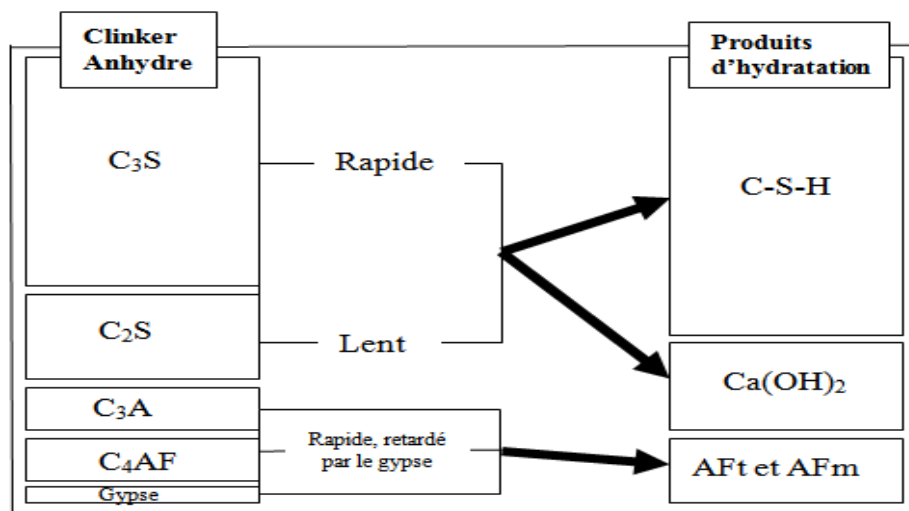 Clinker
Anhydre
Produits
d'hydratation
C₃S
Rapide
C-S-H
C₂S
Lent
Ca(OH)₂
C₃A
Rapide, retardé
par le gypse
C₄AF
AFt et AFm
Gypse